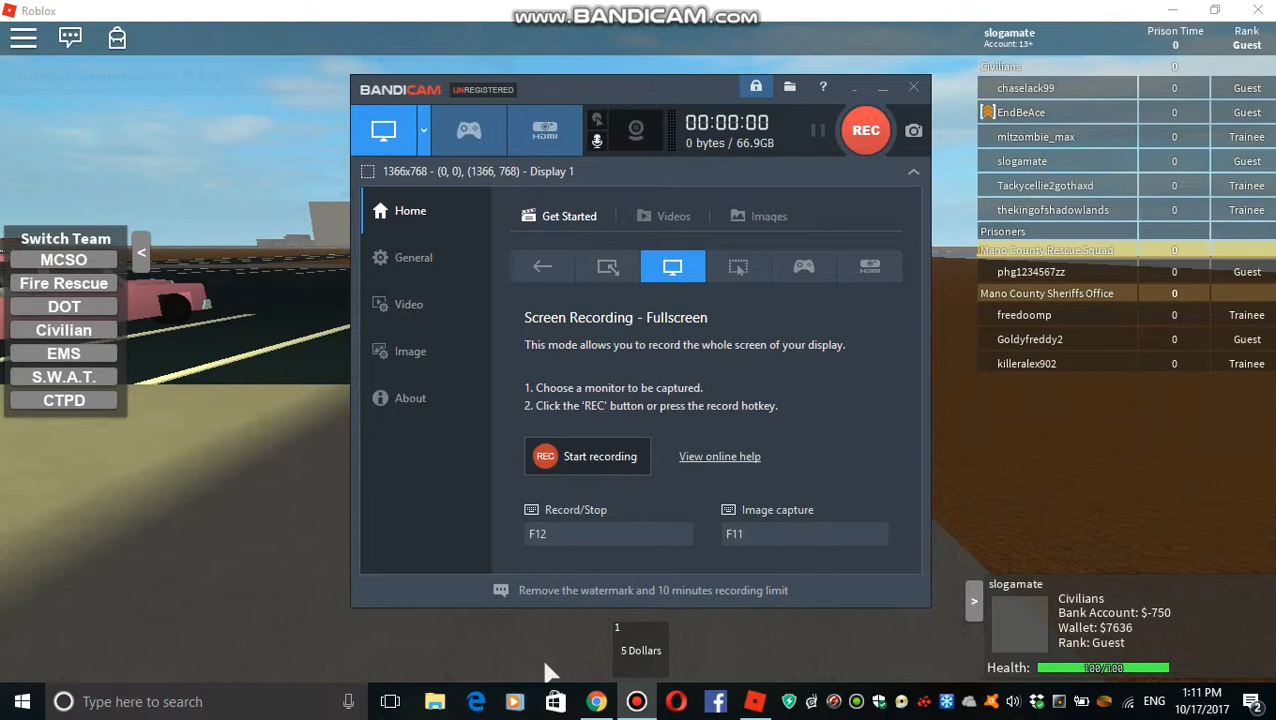 Roblox
www.BANDICAM.com
slogamate
Account: 13+
Prison Time
0
Rank
Guest
Civilians 0
chaselack99 0 Guest
EndBeAce 0 Guest
mltzombie_max 0 Trainee
slogamate 0 Guest
Tackycellie2gothaxd 0 Trainee
thekingofshadowlands 0 Trainee
Prisoners 0
Mano County Rescue Squad 0
phg1234567zz 0 Guest
Mano County Sheriffs Office 0
freedoomp 0 Trainee
Goldyfreddy2 0 Guest
killeralex902 0 Trainee
Switch Team
<
MCSO
Fire Rescue
DOT
Civilian
EMS
S.W.A.T.
CTPD
BANDICAM UNREGISTERED
?
HDMI
00:00:00
0 bytes / 66.9GB
REC
1366x768 - (0, 0), (1366, 768) - Display 1
Home
General
Video
Image
About
Get Started
Videos
Images
HDMI
Screen Recording - Fullscreen
This mode allows you to record the whole screen of your display.
1. Choose a monitor to be captured.
2. Click the 'REC' button or press the record hotkey.
REC Start recording
View online help
Record/Stop
F12
Image capture
F11
Remove the watermark and 10 minutes recording limit
1
5 Dollars
>
slogamate
Civilians
Bank Account: $-750
Wallet: $7636
Rank: Guest
Health: 100/100
Type here to search
ENG
1:11 PM
10/17/2017
2